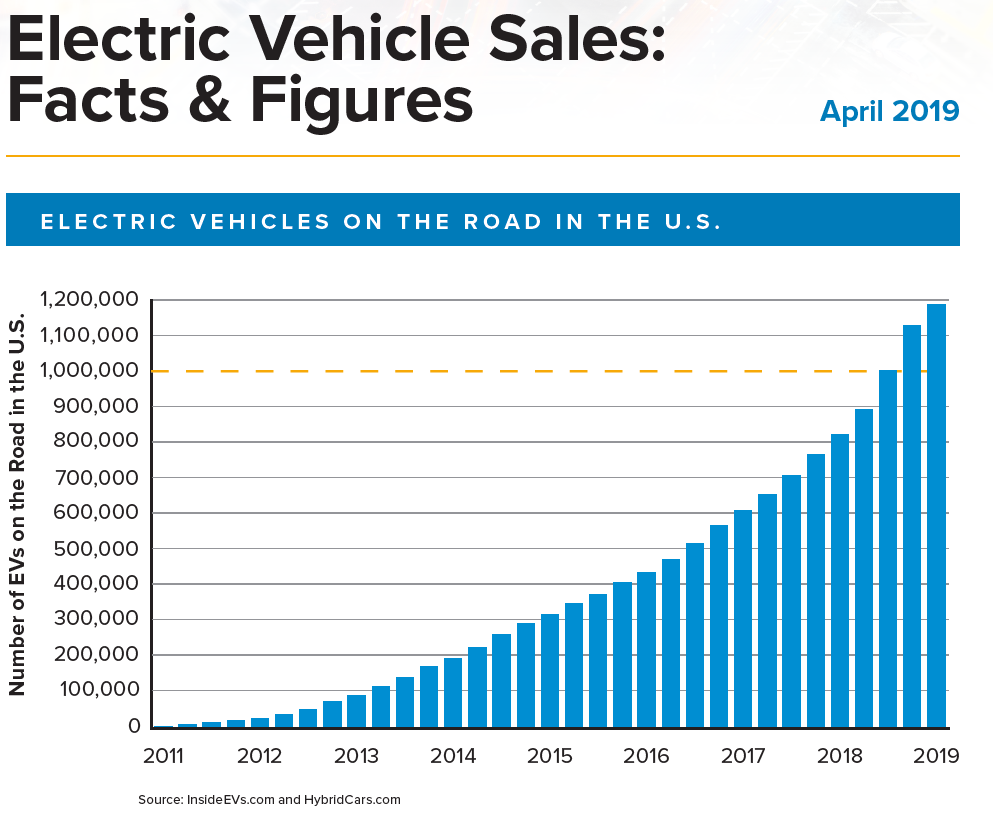 Electric Vehicle Sales:
Facts & Figures
April 2019
ELECTRIC VEHICLES ON THE ROAD IN THE U.S.
Number of EVs on the Road in the U.S.
1,200,000
1,100,000
1,000,000
900,000
800,000
700,000
600,000
500,000
400,000
300,000
200,000
100,000
0
2011 2012 2013 2014 2015 2016 2017 2018 2019
Source: InsideEVs.com and HybridCars.com